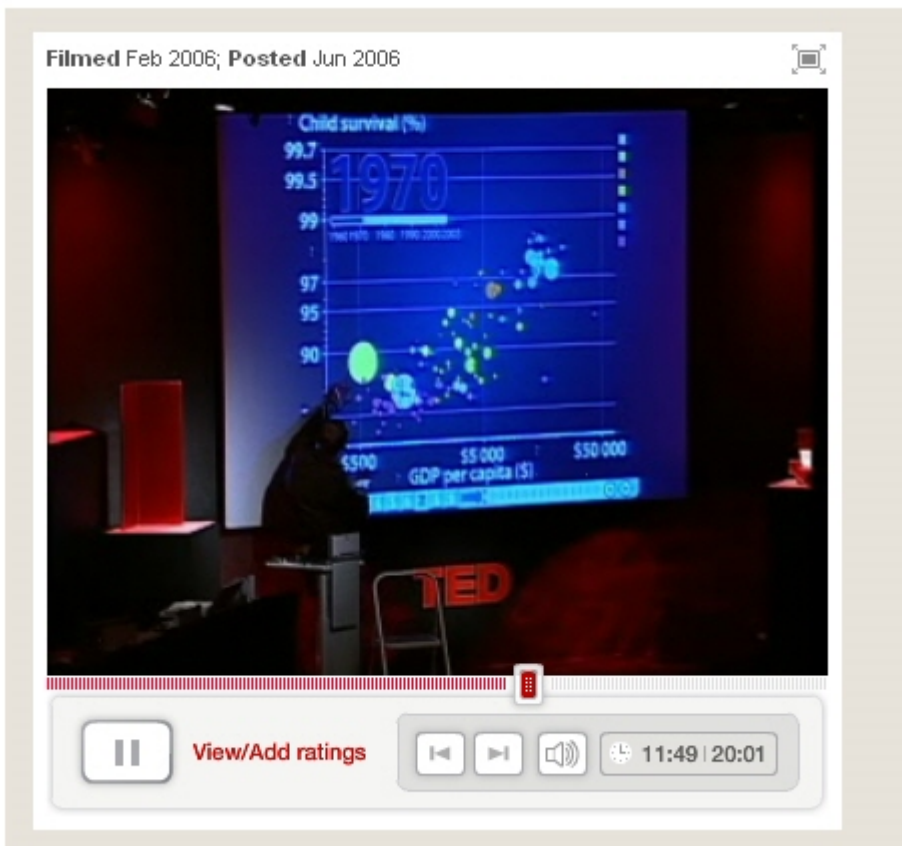 Filmed Feb 2006; Posted Jun 2006
Child survival (%)
99.7
1970
99.5
99
97
95
90
$500 $5 000 $50 000
GDP per capita ($)
TED
View/Add ratings 11:49 20:01